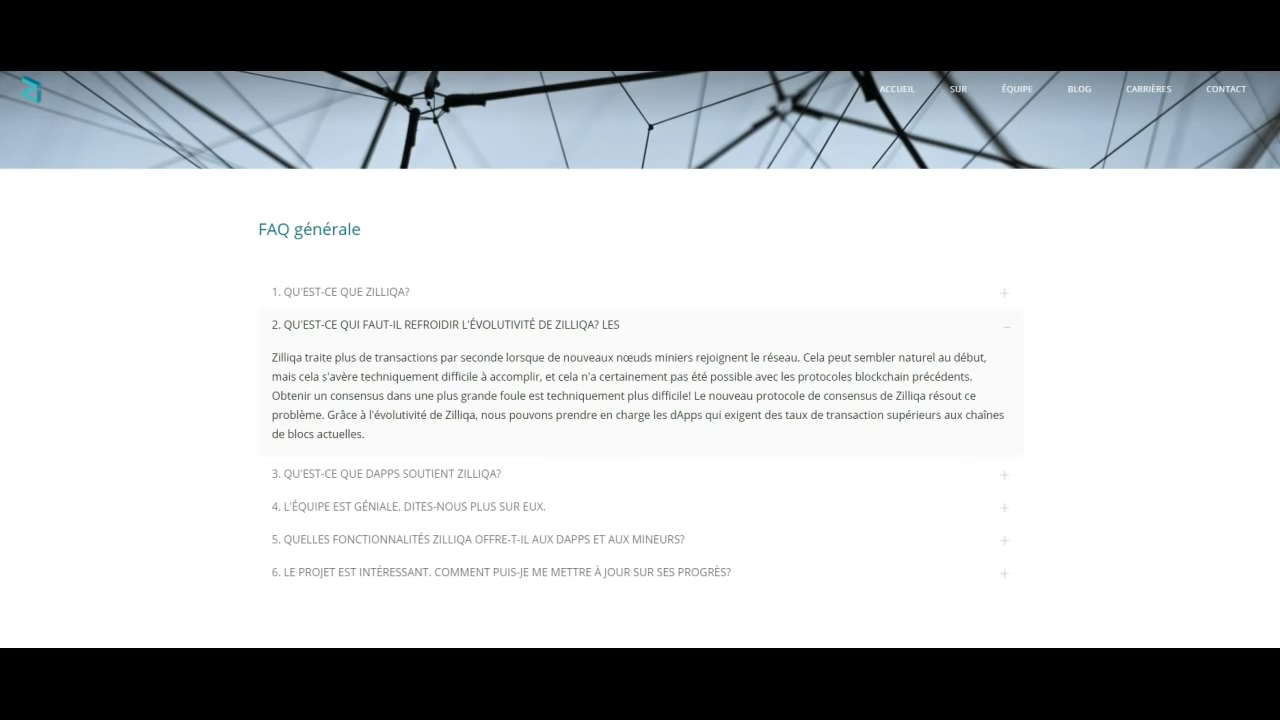 ACCUEIL SUR ÉQUIPE BLOG CARRIÈRES CONTACT
FAQ générale
1. QU'EST-CE QUE ZILLIQA?
2. QU'EST-CE QUI FAUT-IL REFROIDIR L'ÉVOLUTIVITÉ DE ZILLIQA? LES
Zilliqa traite plus de transactions par seconde lorsque de nouveaux nœuds miniers rejoignent le réseau. Cela peut sembler naturel au début,
mais cela s'avère techniquement difficile à accomplir, et cela n'a certainement pas été possible avec les protocoles blockchain précédents.
Obtenir un consensus dans une plus grande foule est techniquement plus difficile! Le nouveau protocole de consensus de Zilliqa résout ce
problème. Grâce à l'évolutivité de Zilliqa, nous pouvons prendre en charge les dApps qui exigent des taux de transaction supérieurs aux chaînes
de blocs actuelles.
3. QU'EST-CE QUE DAPPS SOUTIENT ZILLIQA?
4. L'ÉQUIPE EST GÉNIALE. DITES-NOUS PLUS SUR EUX.
5. QUELLES FONCTIONNALITÉS ZILLIQA OFFRE-T-IL AUX DAPPS ET AUX MINEURS?
6. LE PROJET EST INTÉRESSANT. COMMENT PUIS-JE ME METTRE À JOUR SUR SES PROGRÈS?